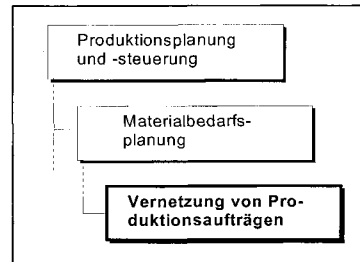 Produktionsplanung
und -steuerung
Materialbedarfs-
planung
Vernetzung von Pro-
duktionsaufträgen